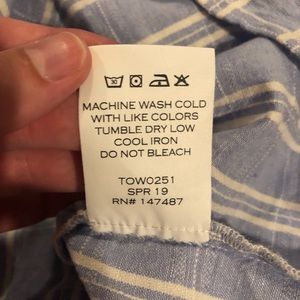 30
MACHINE WASH COLD
WITH LIKE COLORS
TUMBLE DRY LOW
COOL IRON
DO NOT BLEACH
TOW0251
SPR 19
RN# 147487